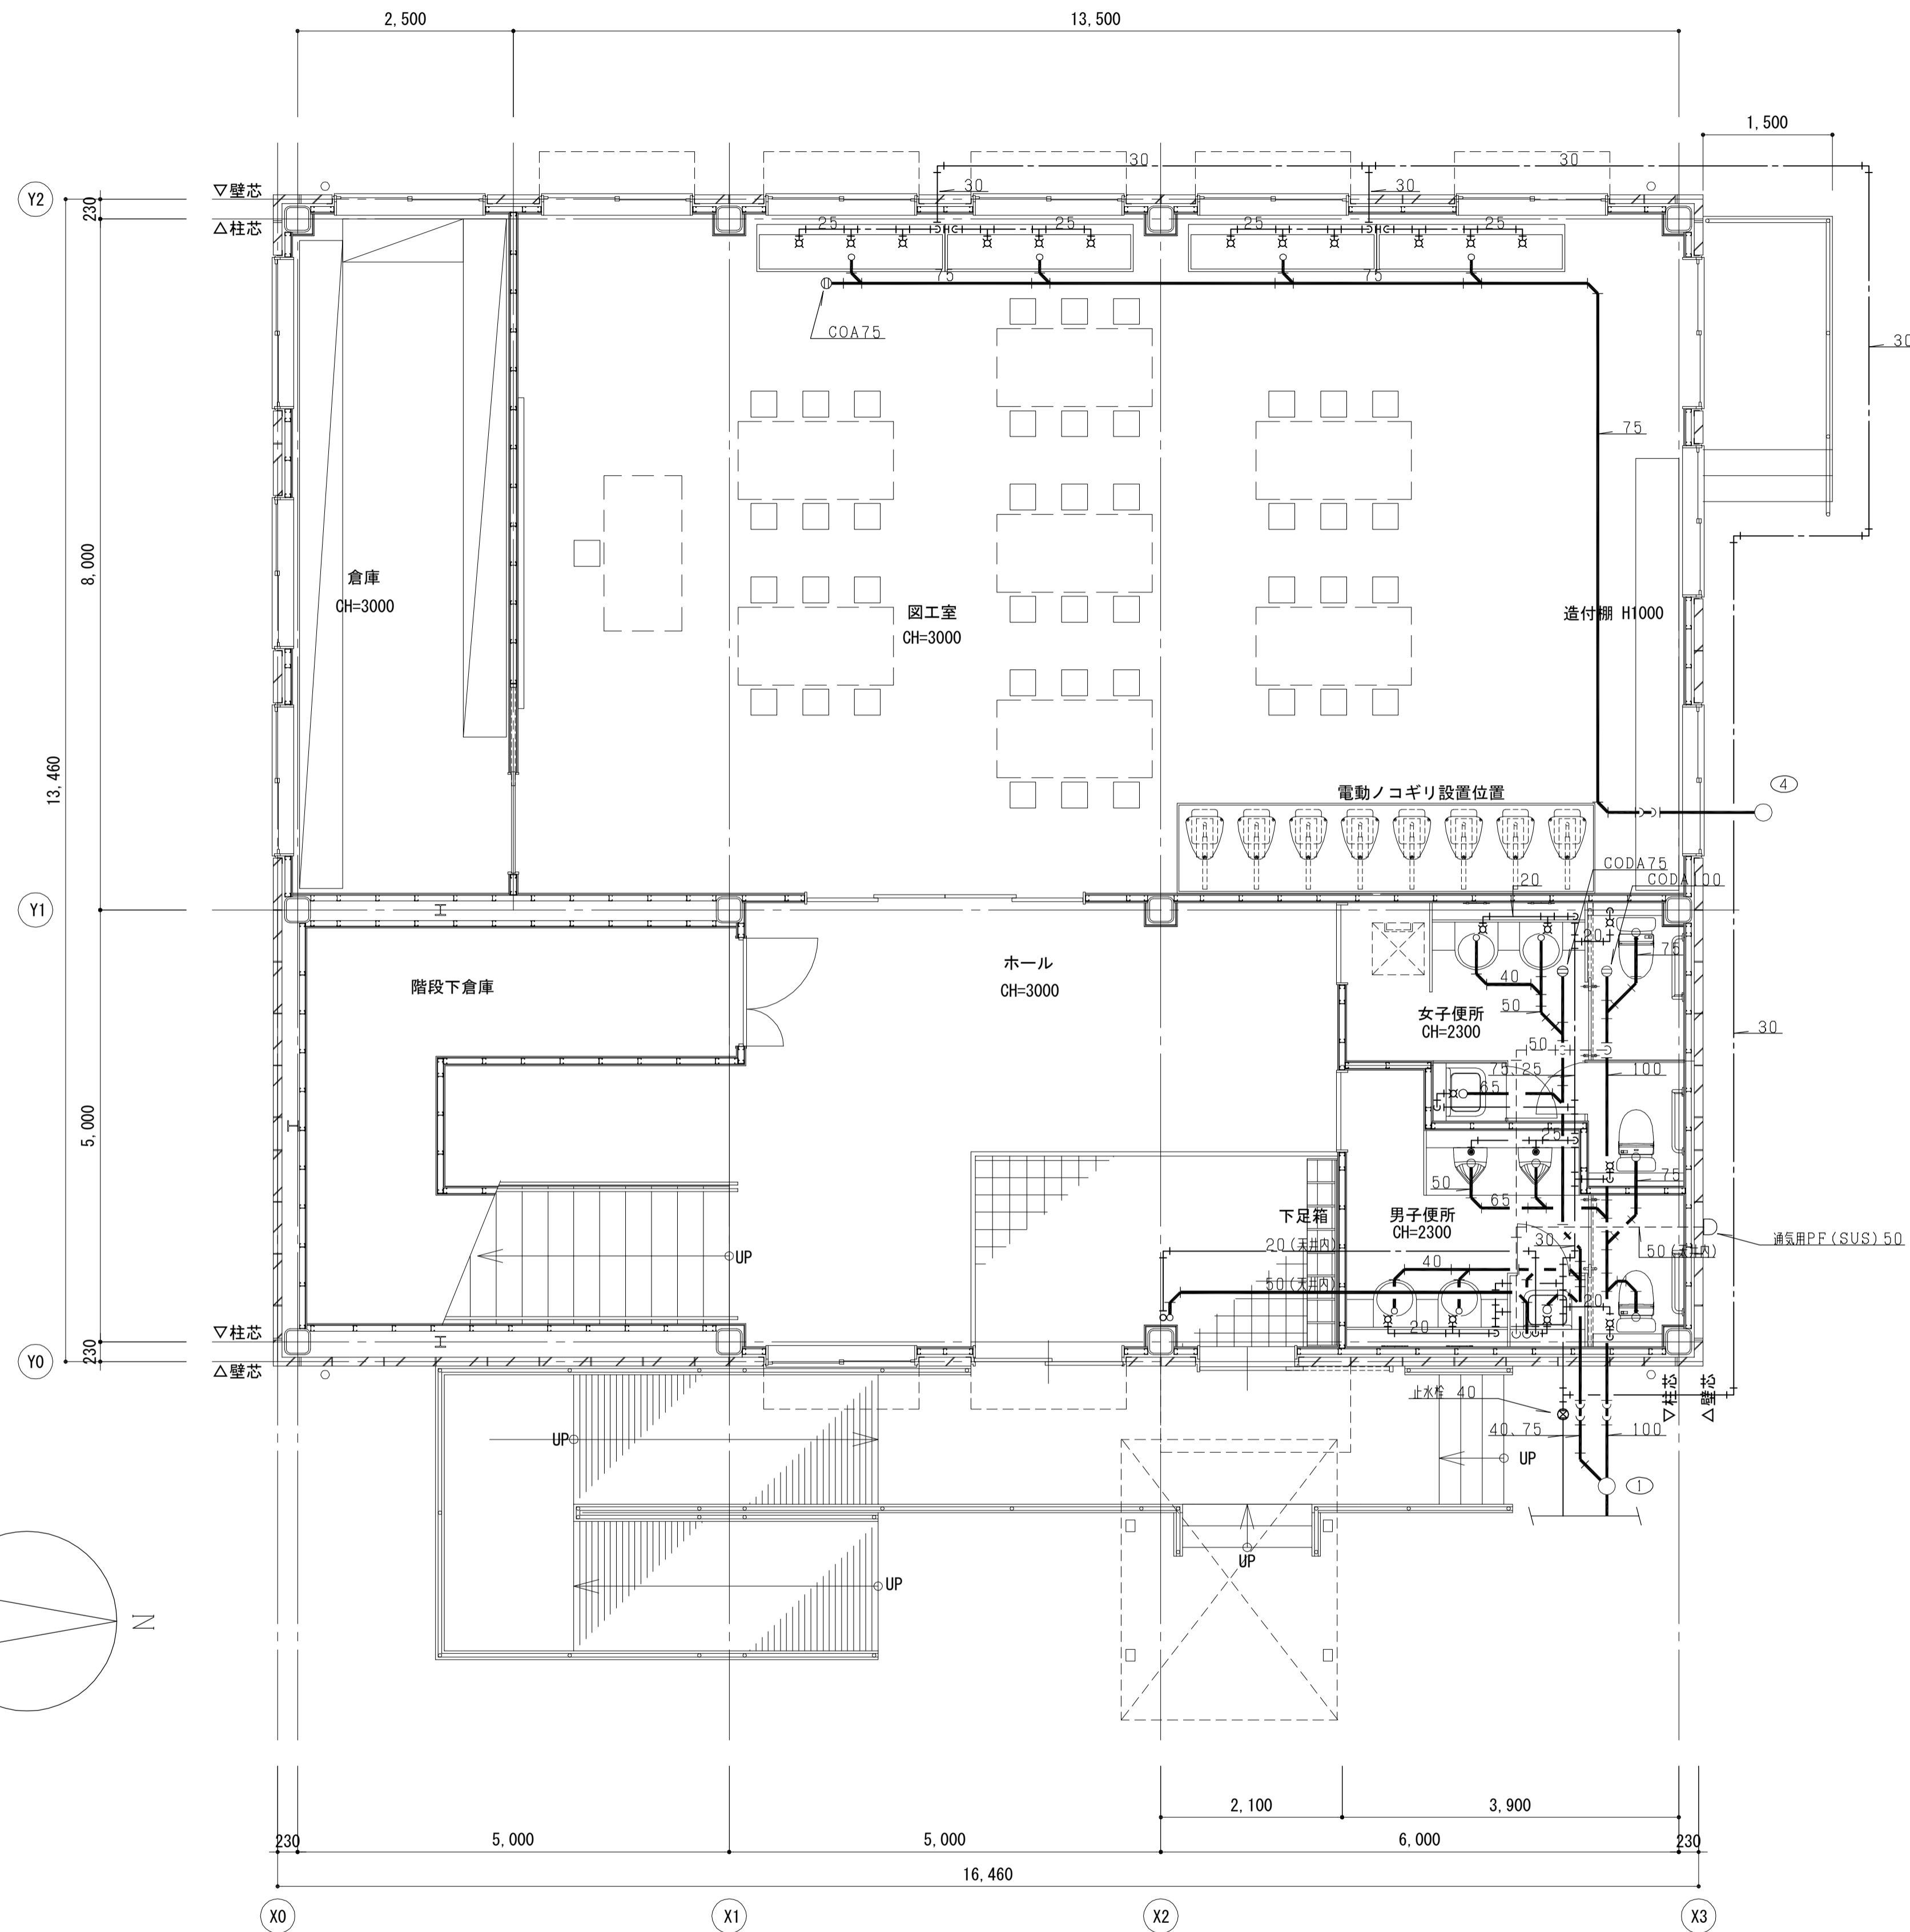 2,500
13,500
1,500
30
30
Y2
▽壁芯
230
△柱芯
30
30
25
25
25
25
75
75
COA75
30
75
8,000
倉庫
CH=3000
図工室
CH=3000
造付棚 H1000
13,460
電動ノコギリ設置位置
4
CODA75
CODA100
20
Y1
20
75
ホール
CH=3000
40
階段下倉庫
50
女子便所
CH=2300
30
50
75、25
100
65
5,000
25
75
50
65
下足箱
男子便所
CH=2300
20(天井内)
30
50(天井内)
通気用PF(SUS)50
UP
40
50(天井内)
20
20
▽柱芯
230
Y0
△壁芯
止水栓 40
▽柱芯
△壁芯
UP
40、75
100
UP
1
UP
UP
N
2,100
3,900
230
5,000
5,000
6,000
230
16,460
X0
X1
X2
X3